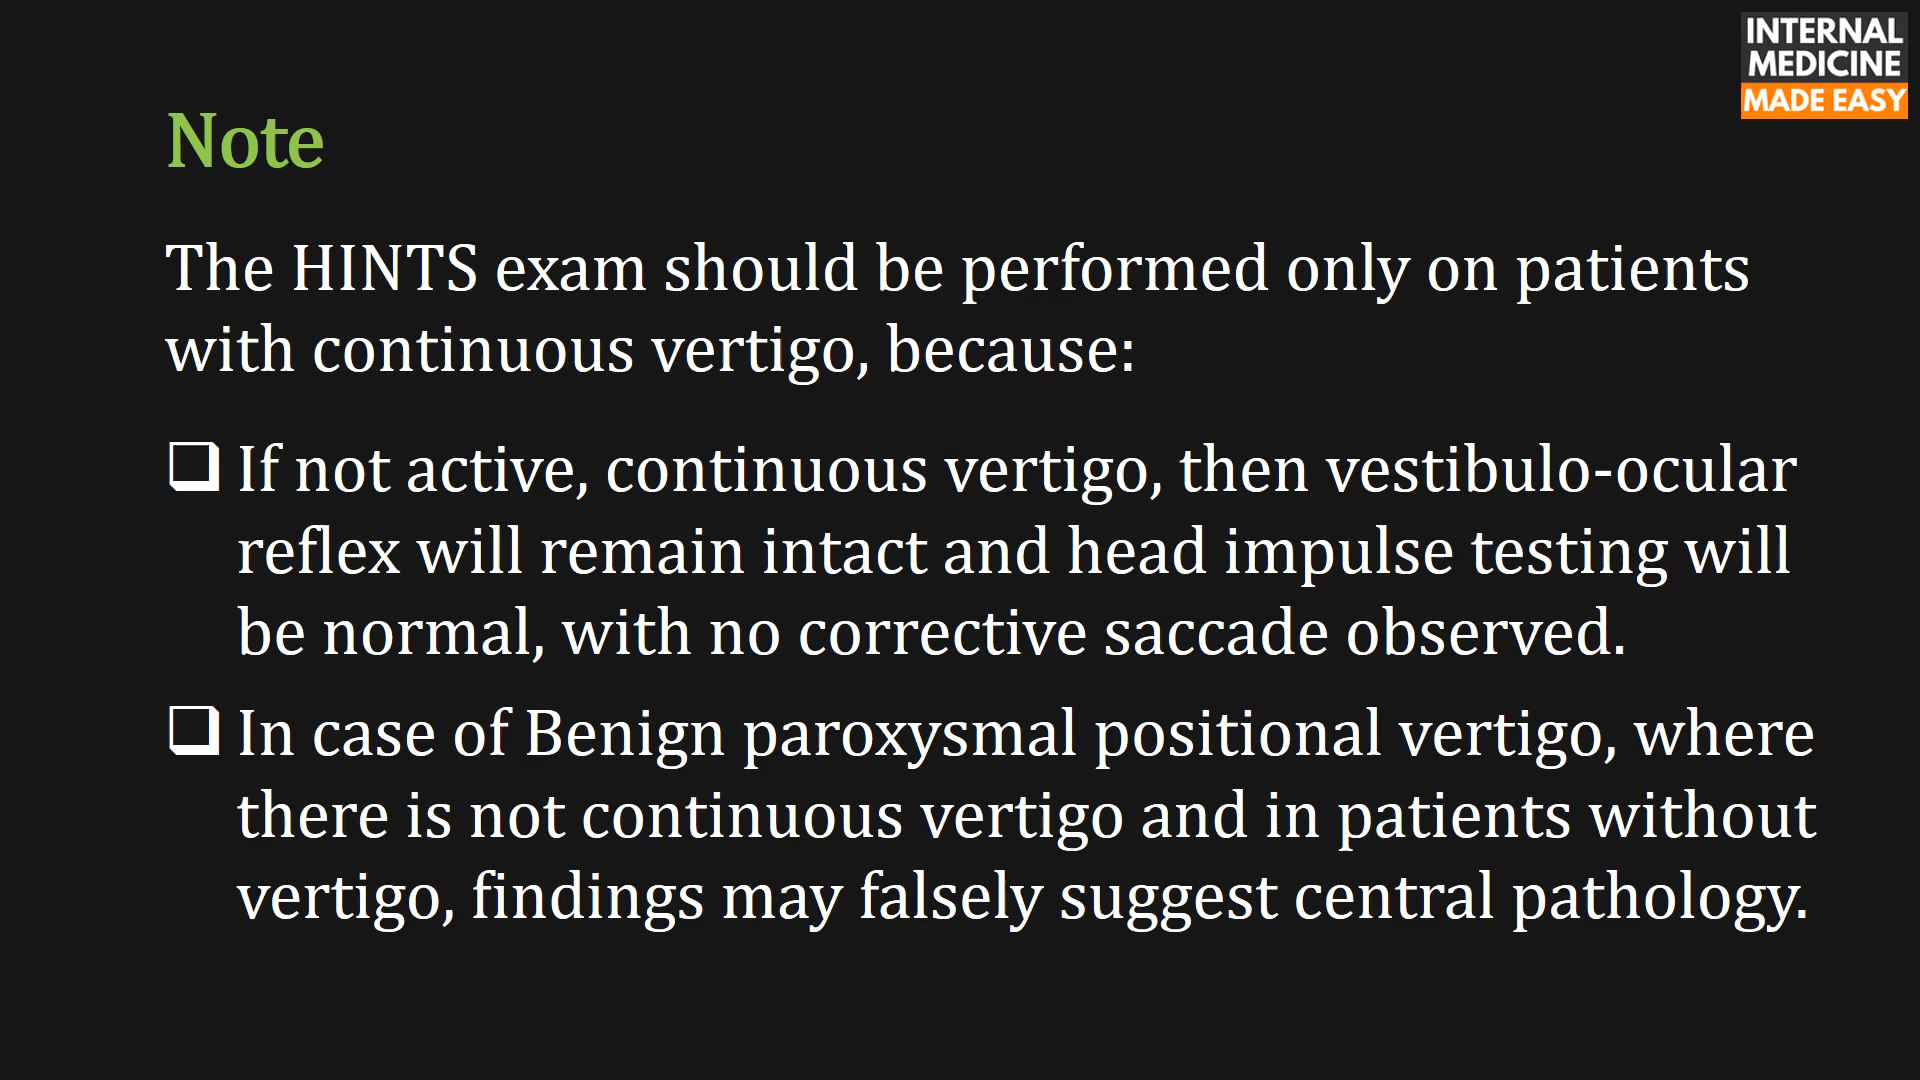 INTERNAL
MEDICINE
MADE EASY
Note
The HINTS exam should be performed only on patients
with continuous vertigo, because:
❑ If not active, continuous vertigo, then vestibulo-ocular
reflex will remain intact and head impulse testing will
be normal, with no corrective saccade observed.
❑ In case of Benign paroxysmal positional vertigo, where
there is not continuous vertigo and in patients without
vertigo, findings may falsely suggest central pathology.